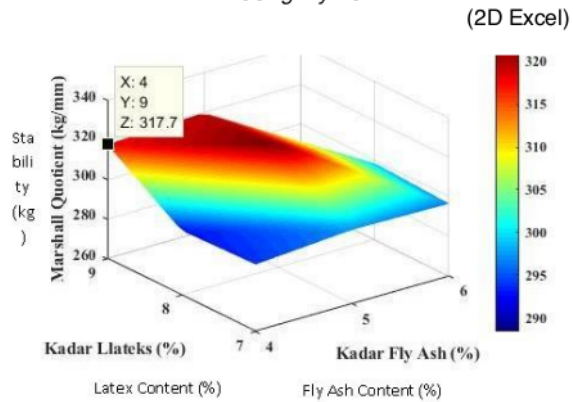 (2D Excel)
X: 4
Y: 9
Z: 317.7
Sta
bili
ty
(kg
)
Marshall Quotient (kg/mm)
340
320
300
280
260
9
8
7
4
5
6
Kadar Llateks (%)
Kadar Fly Ash (%)
Latex Content (%)
Fly Ash Content (%)
320
315
310
305
300
295
290